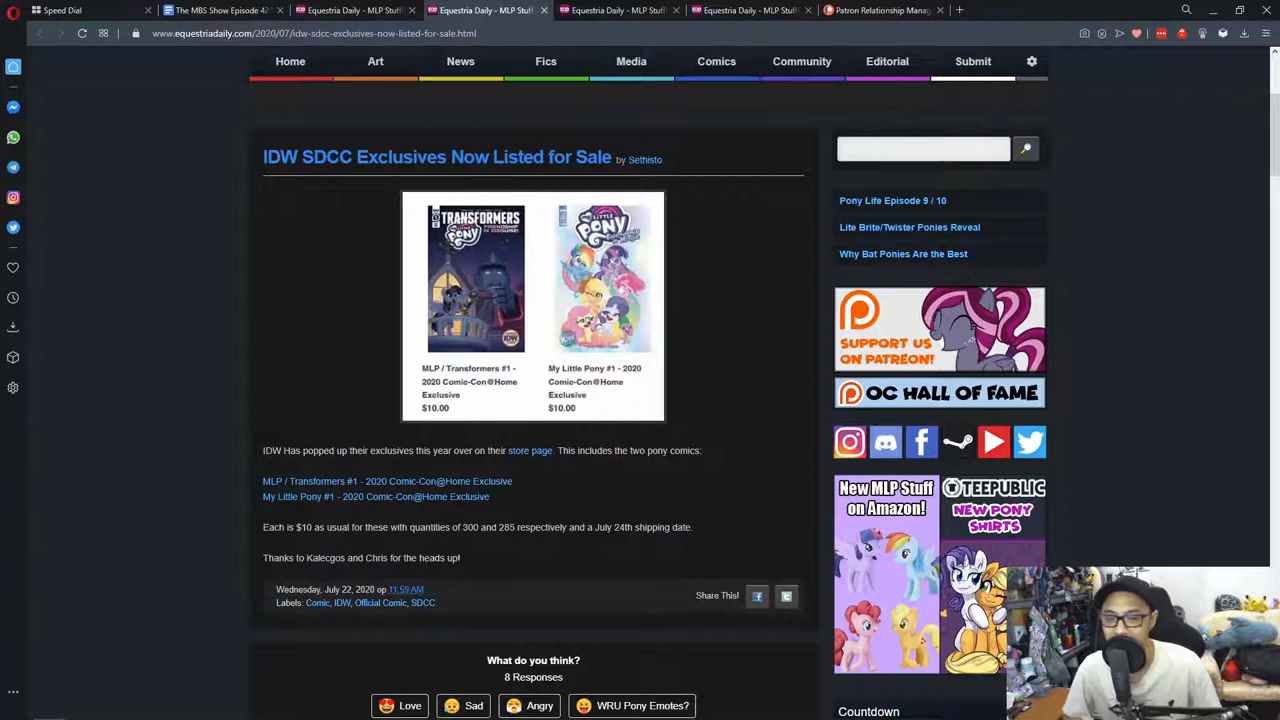 Speed Dial
The MBS Show Episode 42
Equestria Daily - MLP Stuff
Equestria Daily - MLP Stuff
Equestria Daily - MLP Stuff
Equestria Daily - MLP Stuff
Patron Relationship Manag
www.equestriadaily.com/2020/07/idw-sdcc-exclusives-now-listed-for-sale.html
Home Art News Fics Media Comics Community Editorial Submit
IDW SDCC Exclusives Now Listed for Sale by Sethisto
TRANSFORMERS
MY LITTLE PONY
FRIENDSHIP IN DISGUISE!
MY LITTLE PONY
MLP / Transformers #1 -
2020 Comic-Con@Home
Exclusive
$10.00
My Little Pony #1 - 2020
Comic-Con@Home
Exclusive
$10.00
IDW Has popped up their exclusives this year over on their store page. This includes the two pony comics:
MLP / Transformers #1 - 2020 Comic-Con@Home Exclusive
My Little Pony #1 - 2020 Comic-Con@Home Exclusive
Each is $10 as usual for these with quantities of 300 and 285 respectively and a July 24th shipping date.
Thanks to Kalecgos and Chris for the heads up!
Wednesday, July 22, 2020 op 11:59 AM
Labels: Comic, IDW, Official Comic, SDCC
Share This!
What do you think?
8 Responses
Love Sad Angry WRU Pony Emotes?
Pony Life Episode 9 / 10
Lite Brite/Twister Ponies Reveal
Why Bat Ponies Are the Best
SUPPORT US
ON PATREON!
OC HALL OF FAME
New MLP Stuff
on Amazon!
TEEPUBLIC
NEW PONY
SHIRTS
Countdown